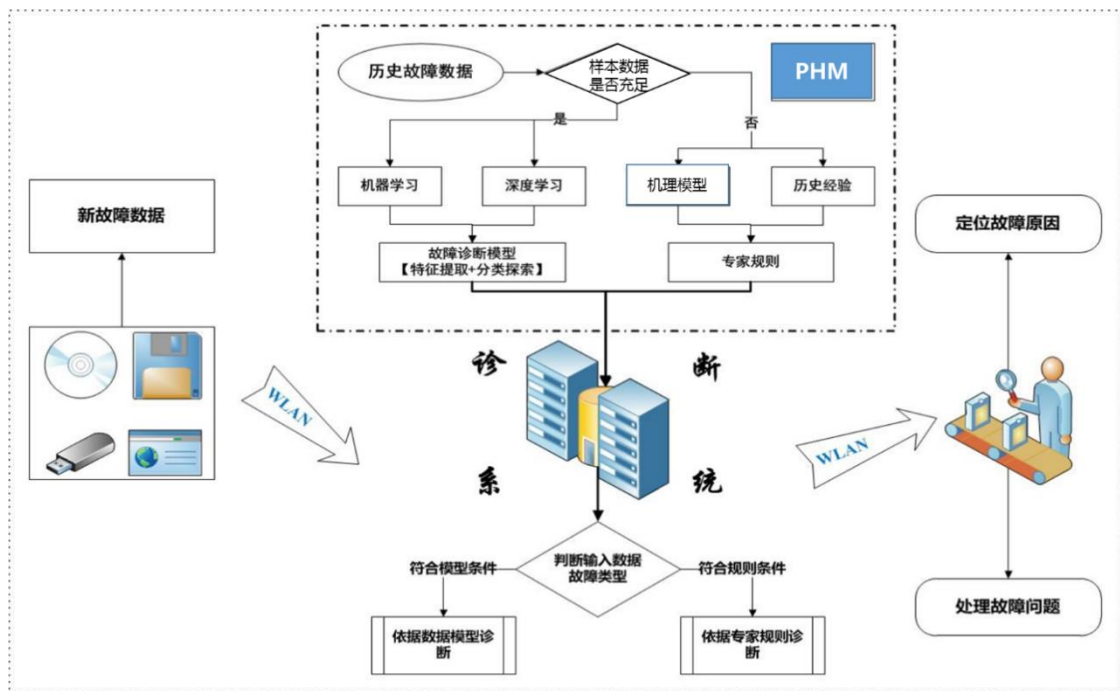 历史故障数据
样本数据
是否充足
PHM
是
否
机器学习
深度学习
机理模型
历史经验
新故障数据
定位故障原因
故障诊断模型
【特征提取+分类探索】
专家规则
诊
断
WLAN
WLAN
系
统
判断输入数据
故障类型
符合模型条件
符合规则条件
处理故障问题
依据数据模型诊
断
依据专家规则诊
断